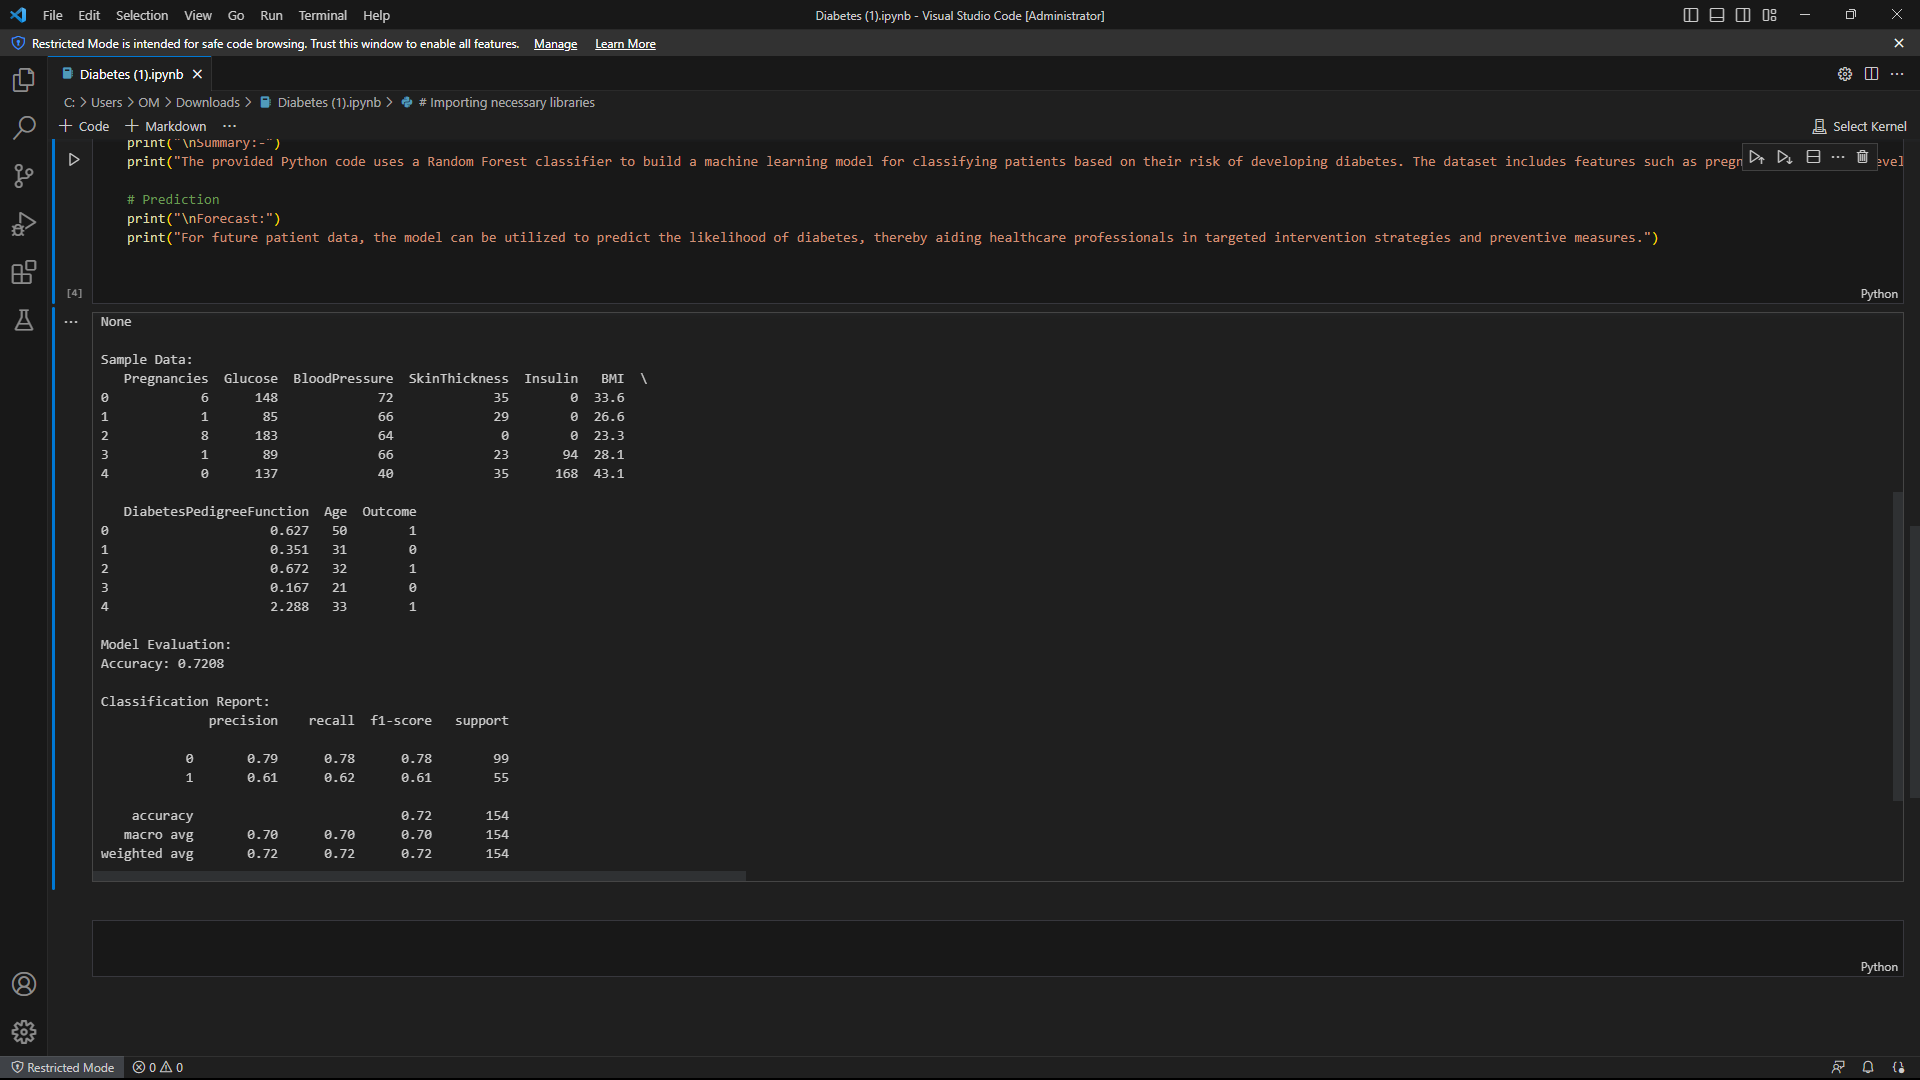 File Edit Selection View Go Run Terminal Help
Diabetes (1).ipynb - Visual Studio Code [Administrator]
Restricted Mode is intended for safe code browsing. Trust this window to enable all features. Manage Learn More
Diabetes (1).ipynb
C: > Users > OM > Downloads > Diabetes (1).ipynb > # Importing necessary libraries
+ Code + Markdown ...
Select Kernel
print("\nSummary:-")
print("The provided Python code uses a Random Forest classifier to build a machine learning model for classifying patients based on their risk of developing diabetes. The dataset includes features such as pregn evel
# Prediction
print("\nForecast:")
print("For future patient data, the model can be utilized to predict the likelihood of diabetes, thereby aiding healthcare professionals in targeted intervention strategies and preventive measures.")
[4]
Python
None
Sample Data:
Pregnancies Glucose BloodPressure SkinThickness Insulin BMI \
0 6 148 72 35 0 33.6
1 1 85 66 29 0 26.6
2 8 183 64 0 0 23.3
3 1 89 66 23 94 28.1
4 0 137 40 35 168 43.1
DiabetesPedigreeFunction Age Outcome
0 0.627 50 1
1 0.351 31 0
2 0.672 32 1
3 0.167 21 0
4 2.288 33 1
Model Evaluation:
Accuracy: 0.7208
Classification Report:
precision recall f1-score support
0 0.79 0.78 0.78 99
1 0.61 0.62 0.61 55
accuracy 0.72 154
macro avg 0.70 0.70 0.70 154
weighted avg 0.72 0.72 0.72 154
Python
Restricted Mode 0 0